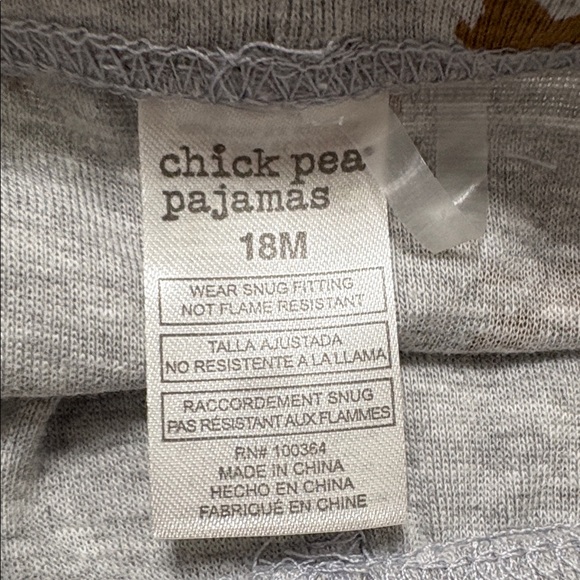 chick pea®
pajamas
18M
WEAR SNUG FITTING
NOT FLAME RESISTANT
TALLA AJUSTADA
NO RESISTENTE A LA LLAMA
RACCORDEMENT SNUG
PAS RÉSISTANT AUX FLAMMES
RN# 100364
MADE IN CHINA
HECHO EN CHINA
FABRIQUÉ EN CHINE